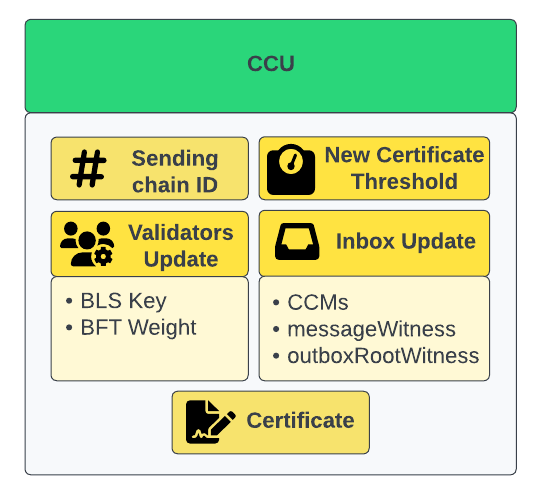 CCU
# Sending
chain ID
New Certificate
Threshold
Validators
Update
• BLS Key
• BFT Weight
Inbox Update
• CCMs
• messageWitness
• outboxRootWitness
Certificate